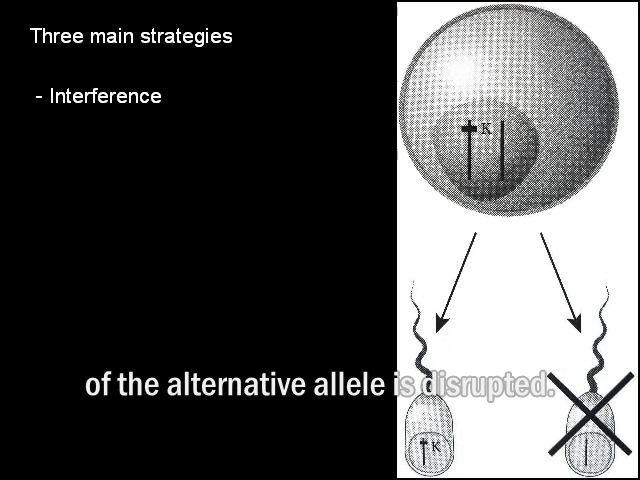 Three main strategies
- Interference
K
of the alternative allele is disrupted.
K